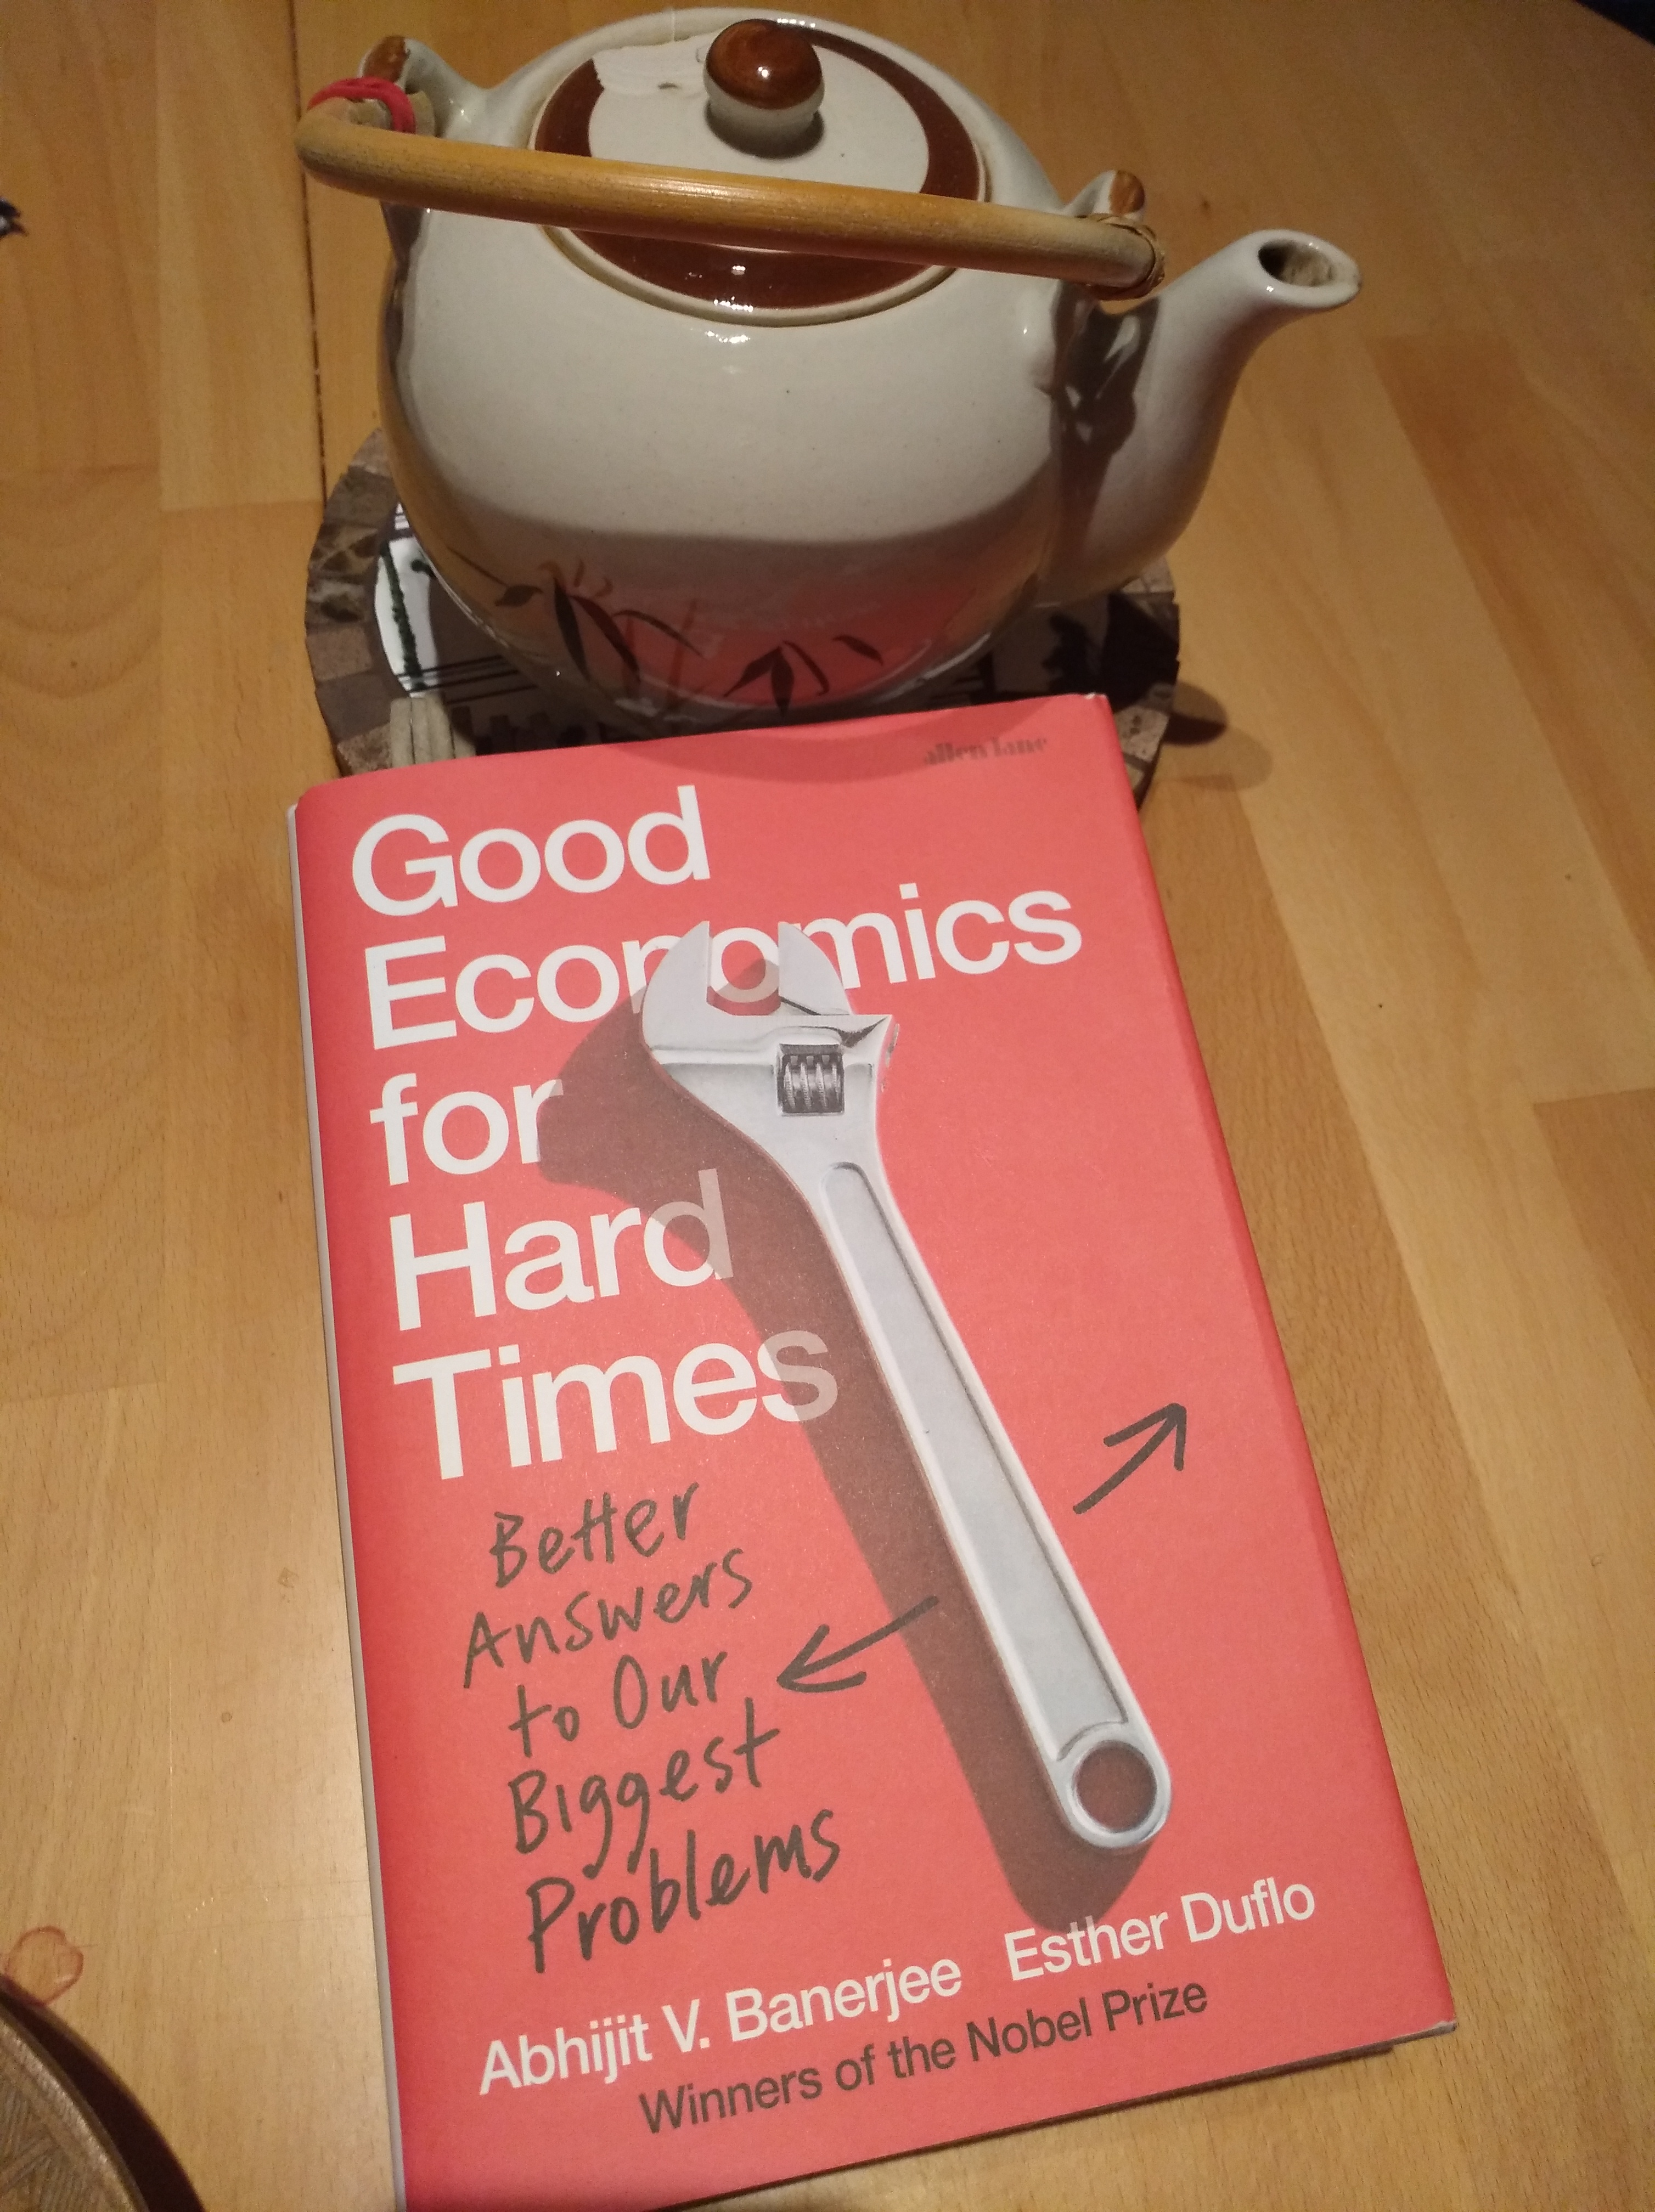 allen lane
Good
Economics
for
Hard
Times
Better
Answers
to Our
Biggest
Problems
Abhijit V. Banerjee Esther Duflo
Winners of the Nobel Prize